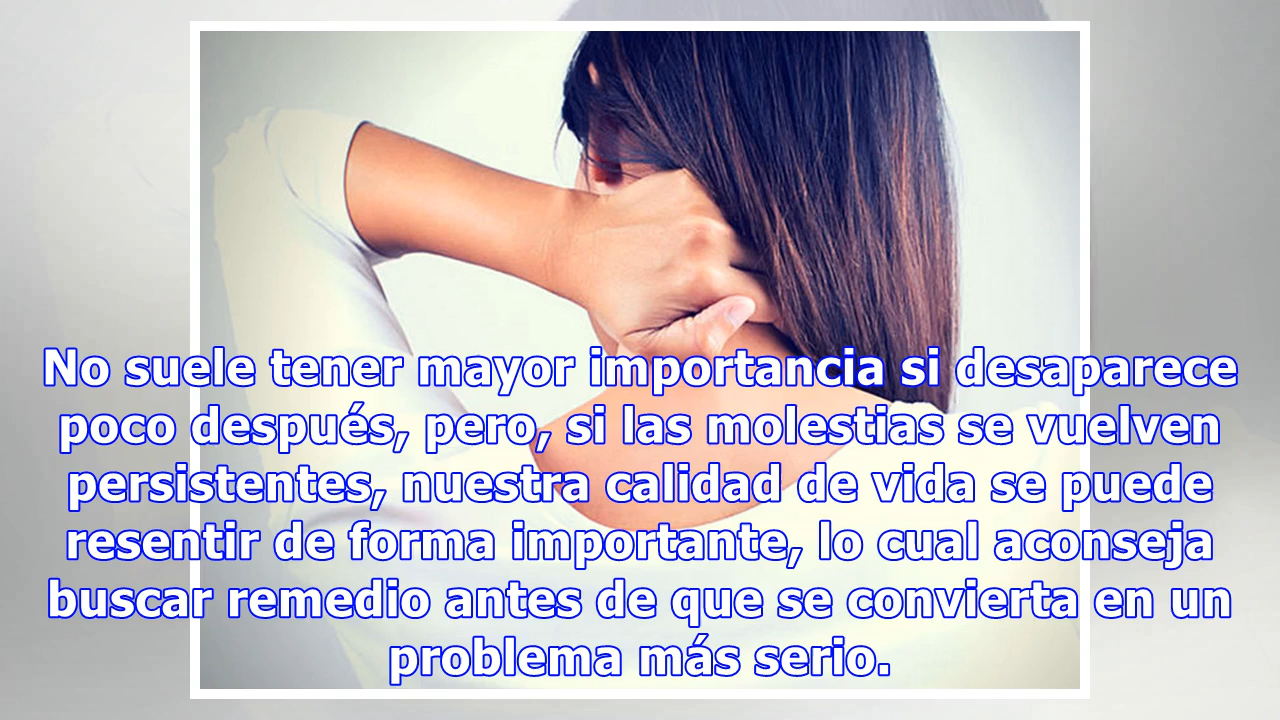 No suele tener mayor importancia si desaparece
poco después, pero, si las molestias se vuelven
persistentes, nuestra calidad de vida se puede
resentir de forma importante, lo cual aconseja
buscar remedio antes de que se convierta en un
problema más serio.